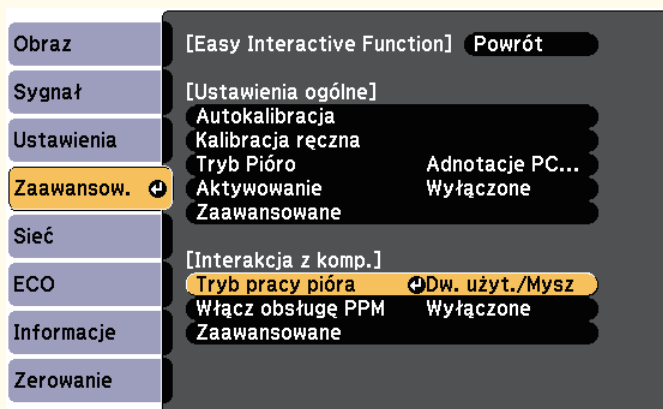 Obraz
Sygnał
Ustawienia
Zaawansow.
Sieć
ECO
Informacje
Zerowanie
[Easy Interactive Function] Powrót
[Ustawienia ogólne]
Autokalibracja
Kalibracja ręczna
Tryb Pióro Adnotacje PC...
Aktywowanie Wyłączone
Zaawansowane
[Interakcja z komp.]
Tryb pracy pióra Dw. użyt./Mysz
Włącz obsługę PPM Wyłączone
Zaawansowane